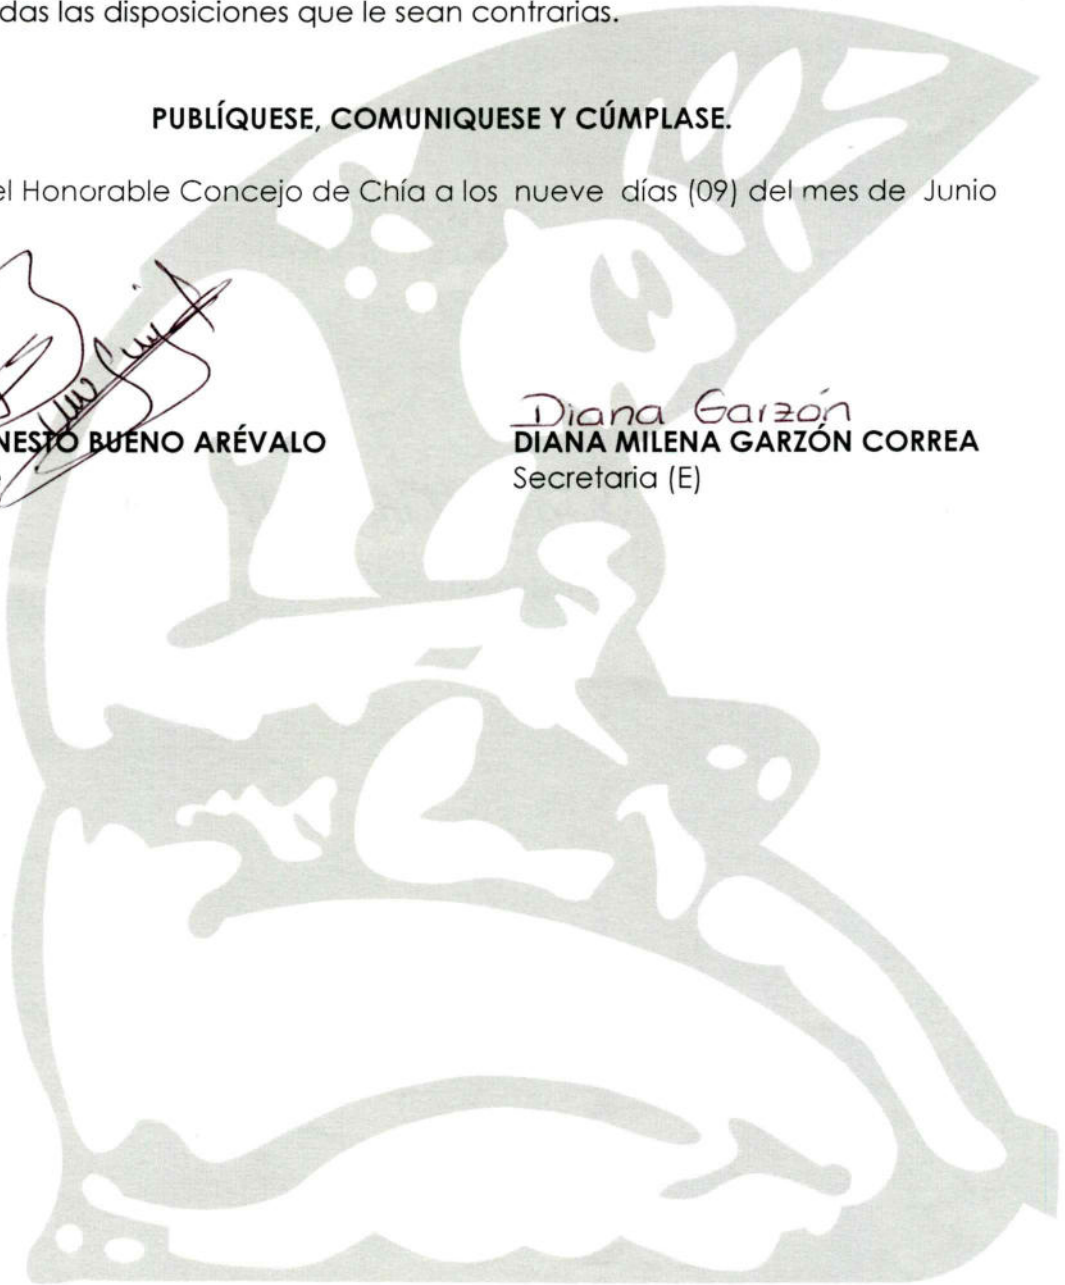 das las disposiciones que le sean contrarias.
PUBLÍQUESE, COMUNIQUESE Y CÚMPLASE.
el Honorable Concejo de Chía a los nueve días (09) del mes de Junio
Diana Garzón
NESTO BUENO ARÉVALO
DIANA MILENA GARZÓN CORREA
Secretaria (E)